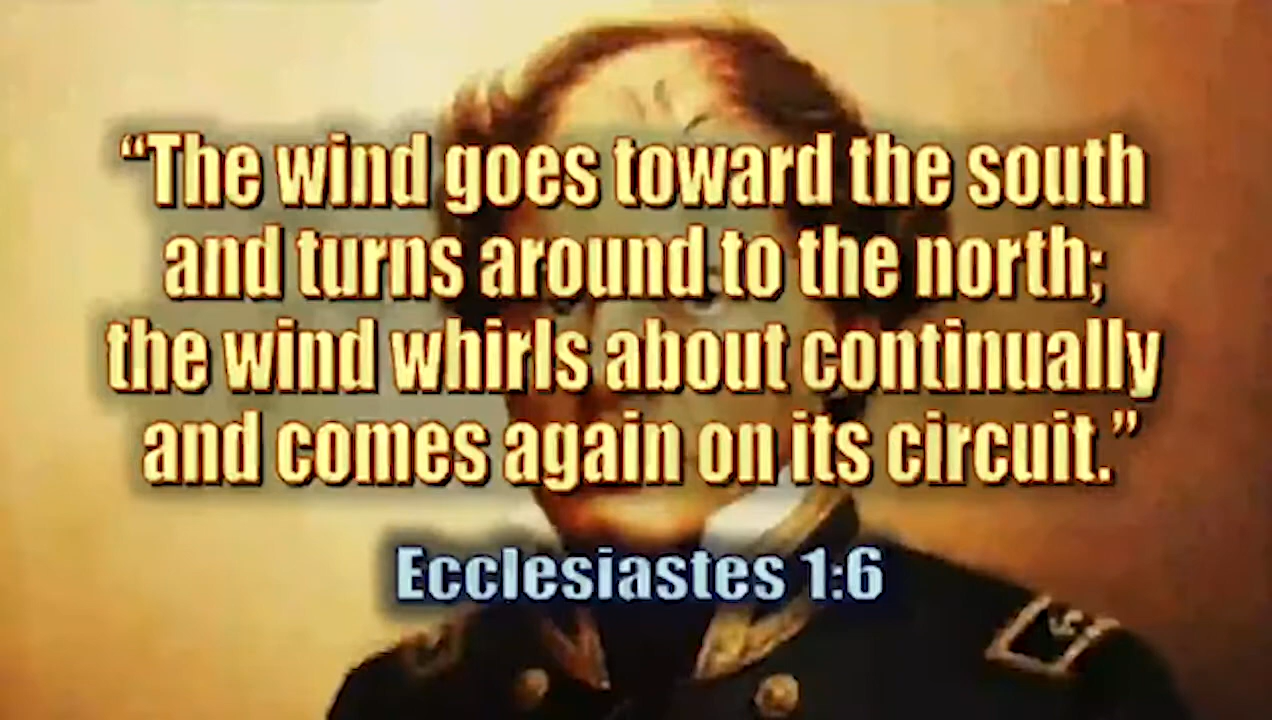 “The wind goes toward the south
and turns around to the north;
the wind whirls about continually
and comes again on its circuit.”
Ecclesiastes 1:6